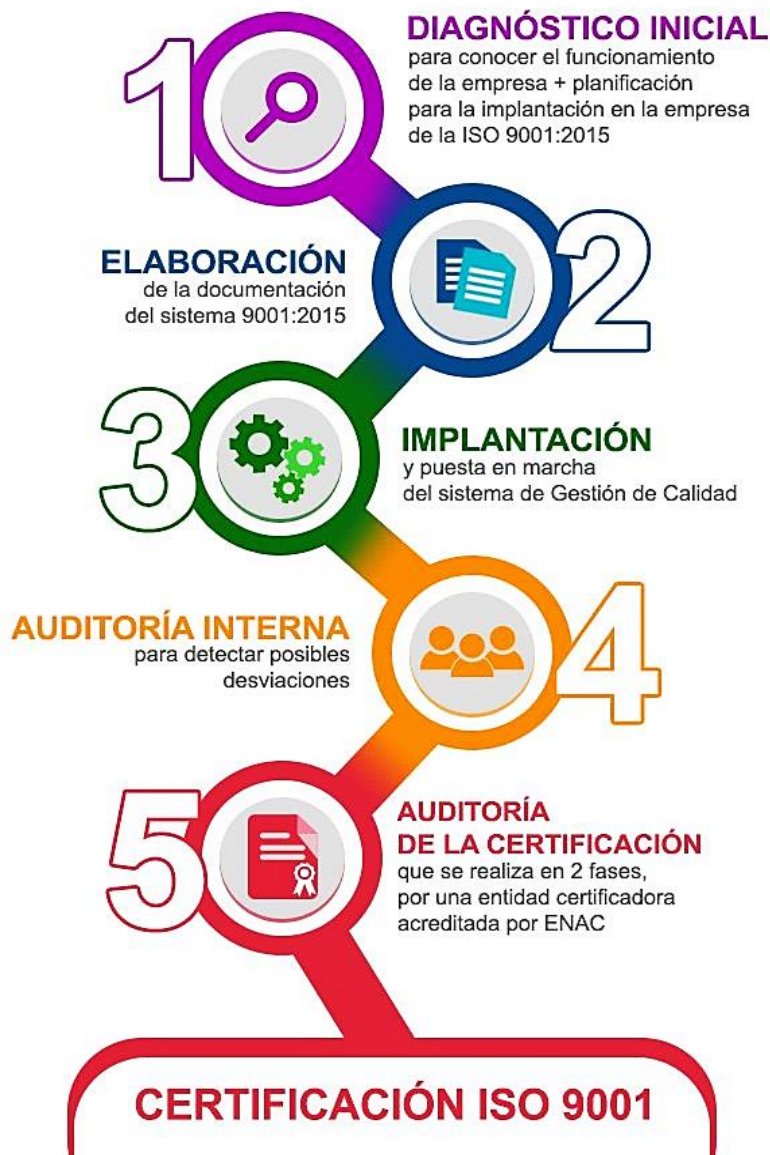 1
DIAGNÓSTICO INICIAL
para conocer el funcionamiento
de la empresa + planificación
para la implantación en la empresa
de la ISO 9001:2015
2
ELABORACIÓN
de la documentación
del sistema 9001:2015
3
IMPLANTACIÓN
y puesta en marcha
del sistema de Gestión de Calidad
4
AUDITORÍA INTERNA
para detectar posibles
desviaciones
5
AUDITORÍA
DE LA CERTIFICACIÓN
que se realiza en 2 fases,
por una entidad certificadora
acreditada por ENAC
CERTIFICACIÓN ISO 9001